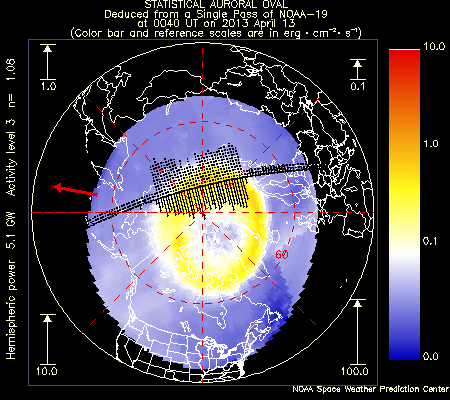 STATISTICAL AURORAL OVAL
Deduced from a Single Pass of NOAA-19
at 0040 UT on 2013 April 13
(Color bar and reference scales are in erg · cm⁻² · s⁻¹)
1.0
0.1
10.0
1.0
0.1
0.0
60
10.0
100.0
Hemispheric power 5.1 GW Activity level 3 n= 1.08
NOAA Space Weather Prediction Center